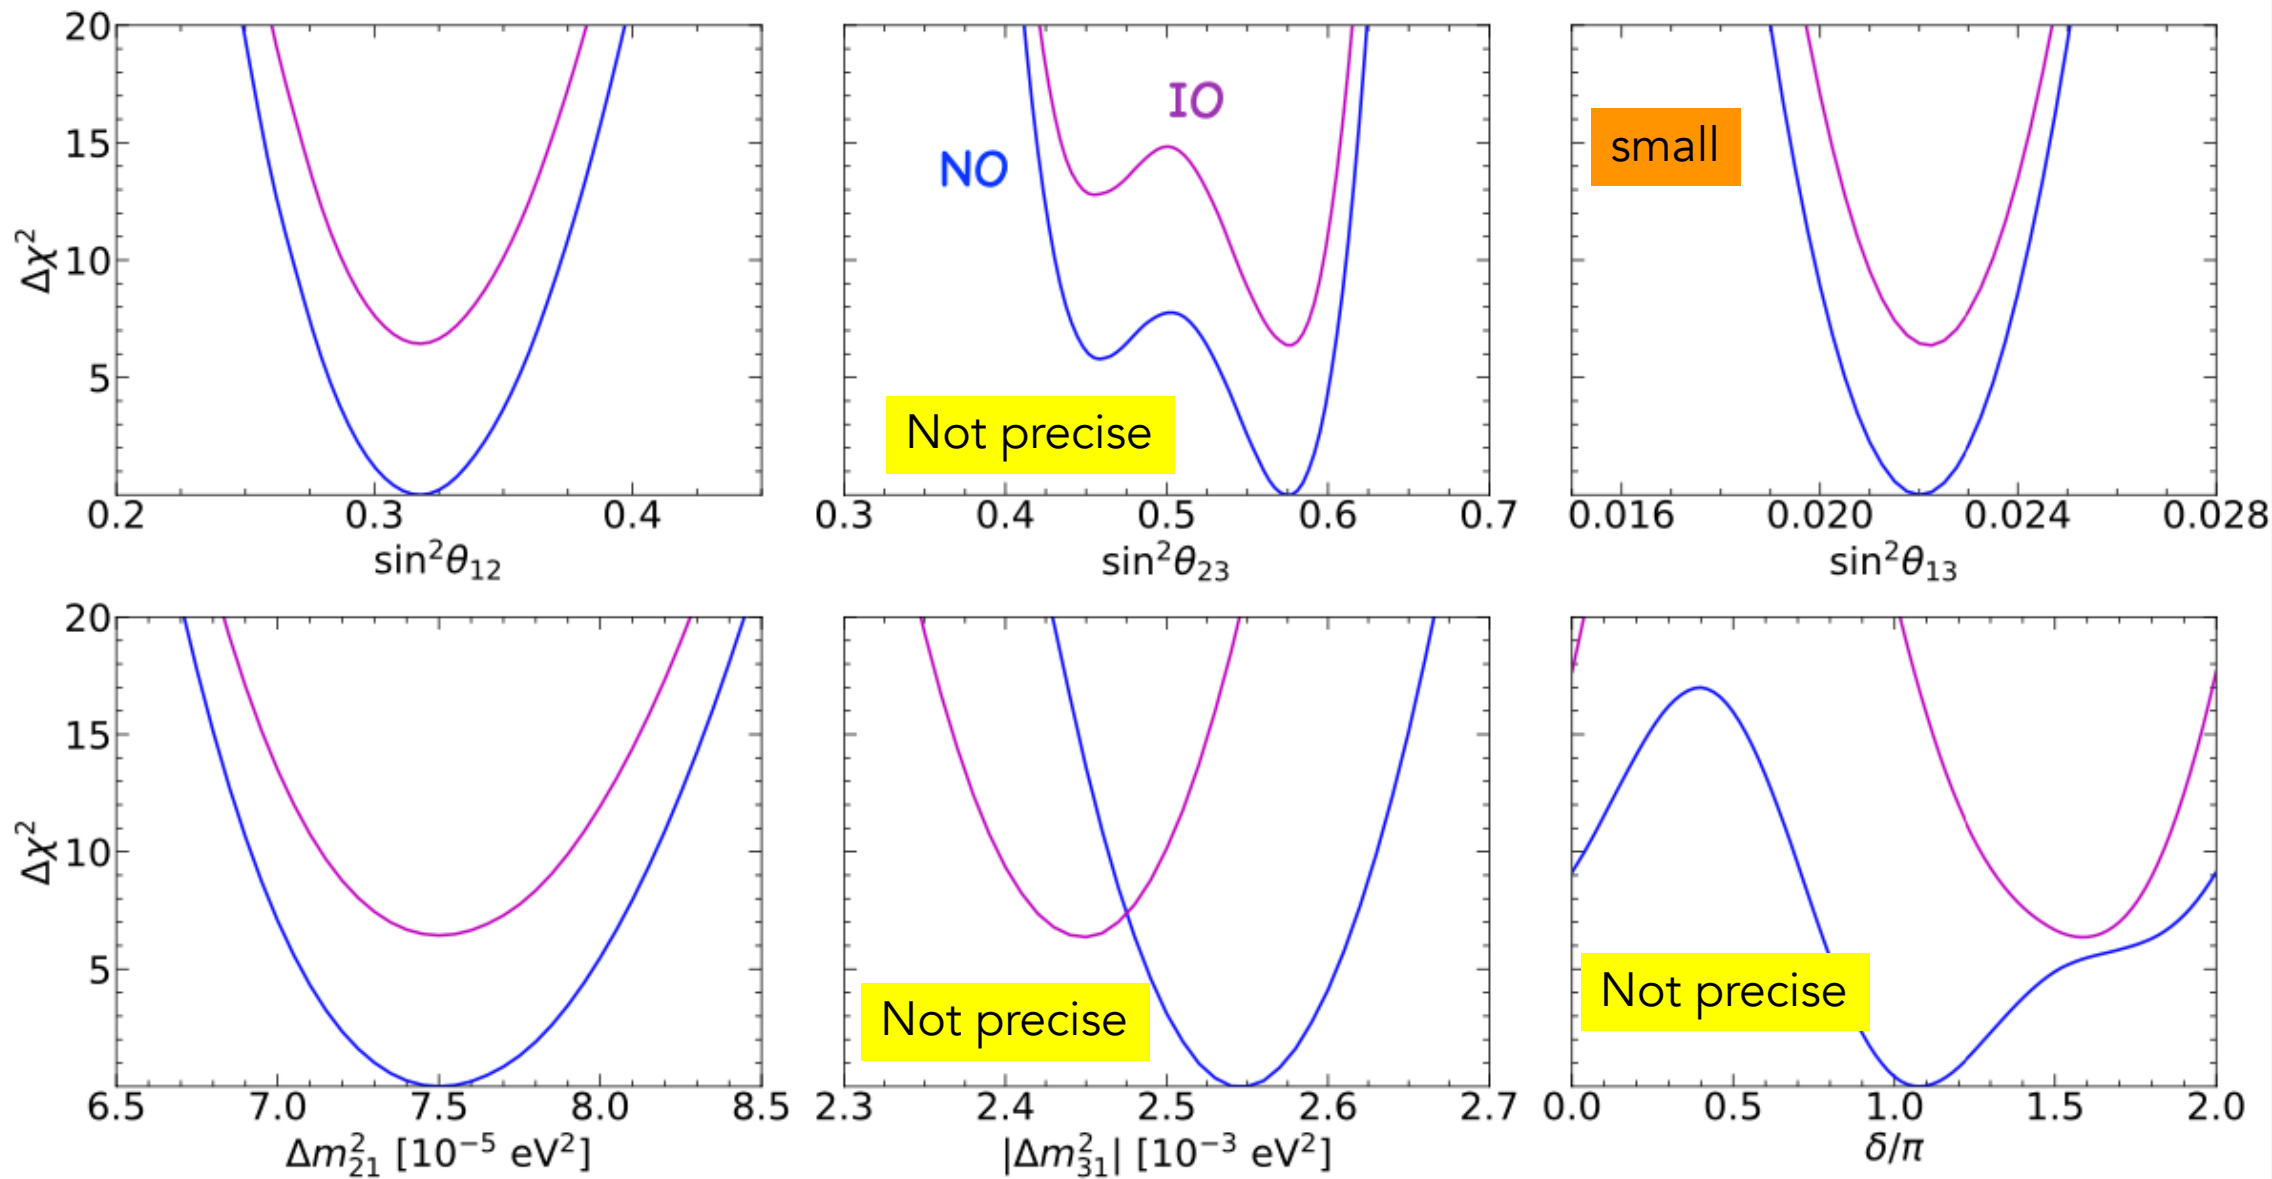 20
15
10
5
Δχ²
IO
NO
small
Not precise
0.2 0.3 0.4
0.3 0.4 0.5 0.6 0.7
0.016 0.020 0.024 0.028
sin²θ₁₂
sin²θ₂₃
sin²θ₁₃
20
15
10
5
Δχ²
Not precise
Not precise
6.5 7.0 7.5 8.0 8.5
2.3 2.4 2.5 2.6 2.7
0.0 0.5 1.0 1.5 2.0
Δm²₂₁ [10⁻⁵ eV²]
|Δm²₃₁| [10⁻³ eV²]
δ/π